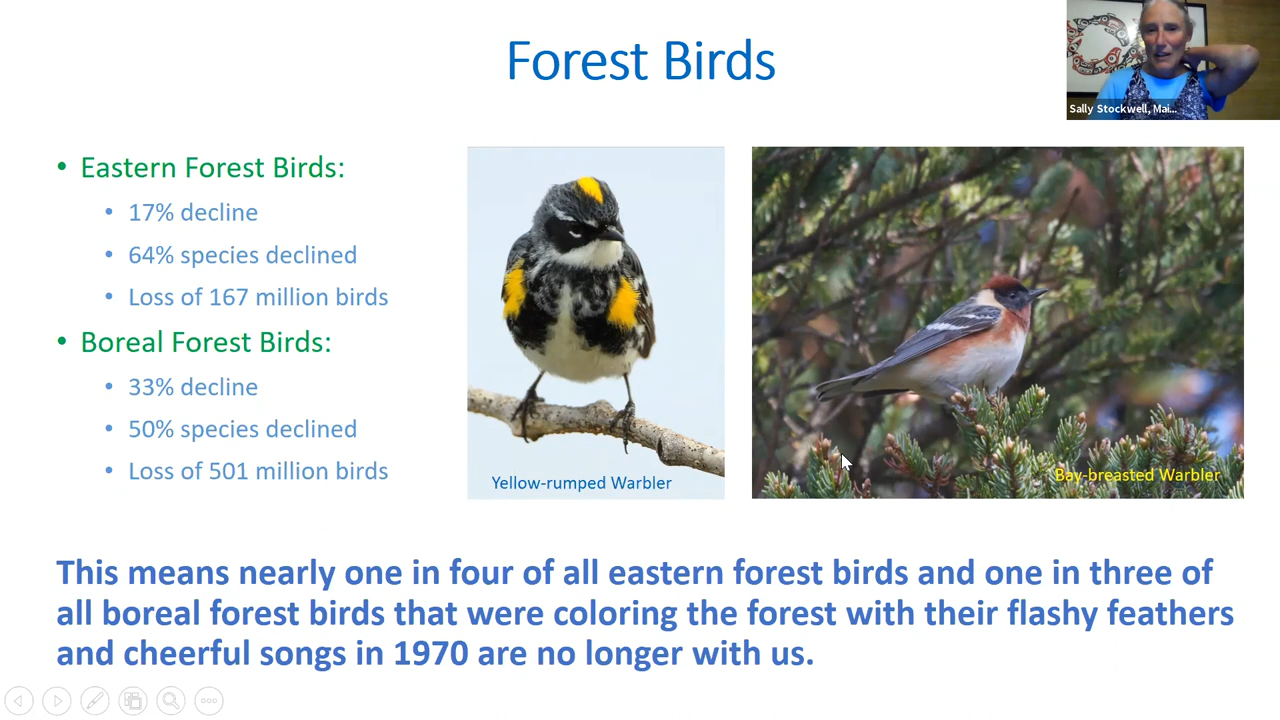 Forest Birds
Sally Stockwell, Mai...
• Eastern Forest Birds:
• 17% decline
• 64% species declined
• Loss of 167 million birds
• Boreal Forest Birds:
• 33% decline
• 50% species declined
• Loss of 501 million birds
Yellow-rumped Warbler
Bay-breasted Warbler
This means nearly one in four of all eastern forest birds and one in three of
all boreal forest birds that were coloring the forest with their flashy feathers
and cheerful songs in 1970 are no longer with us.